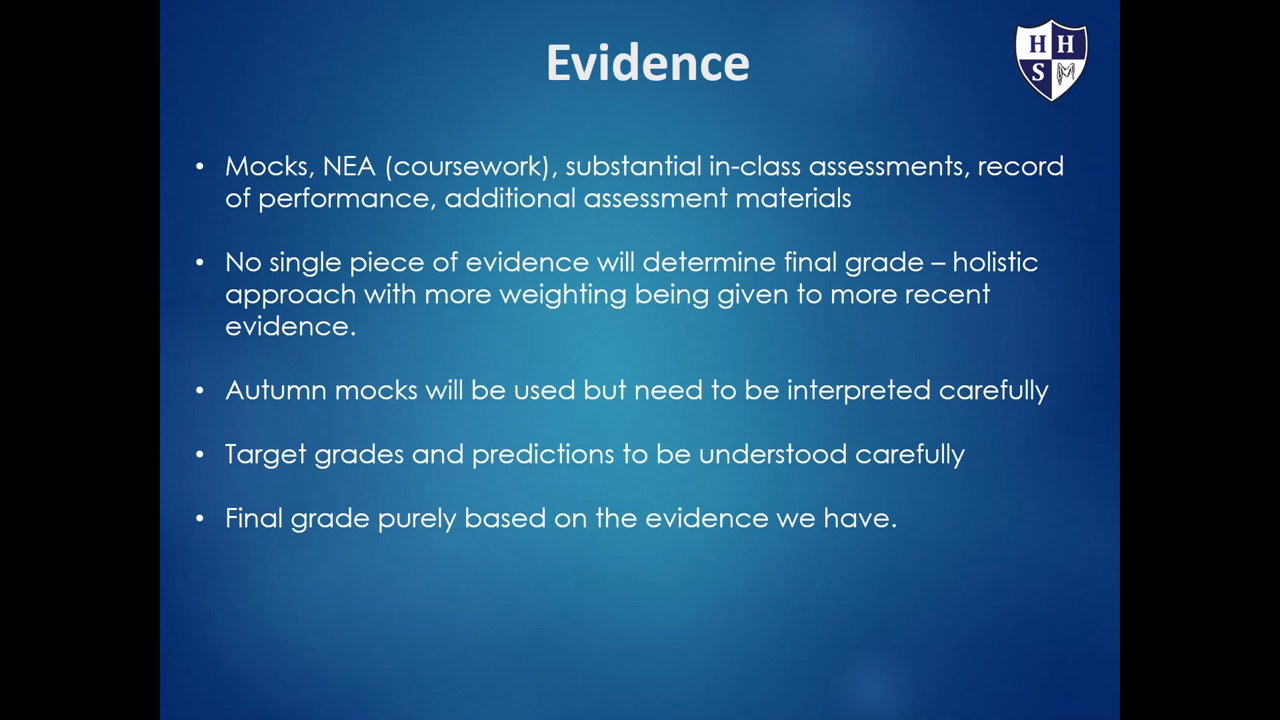 Evidence
H H
S M
• Mocks, NEA (coursework), substantial in-class assessments, record
of performance, additional assessment materials
• No single piece of evidence will determine final grade – holistic
approach with more weighting being given to more recent
evidence.
• Autumn mocks will be used but need to be interpreted carefully
• Target grades and predictions to be understood carefully
• Final grade purely based on the evidence we have.